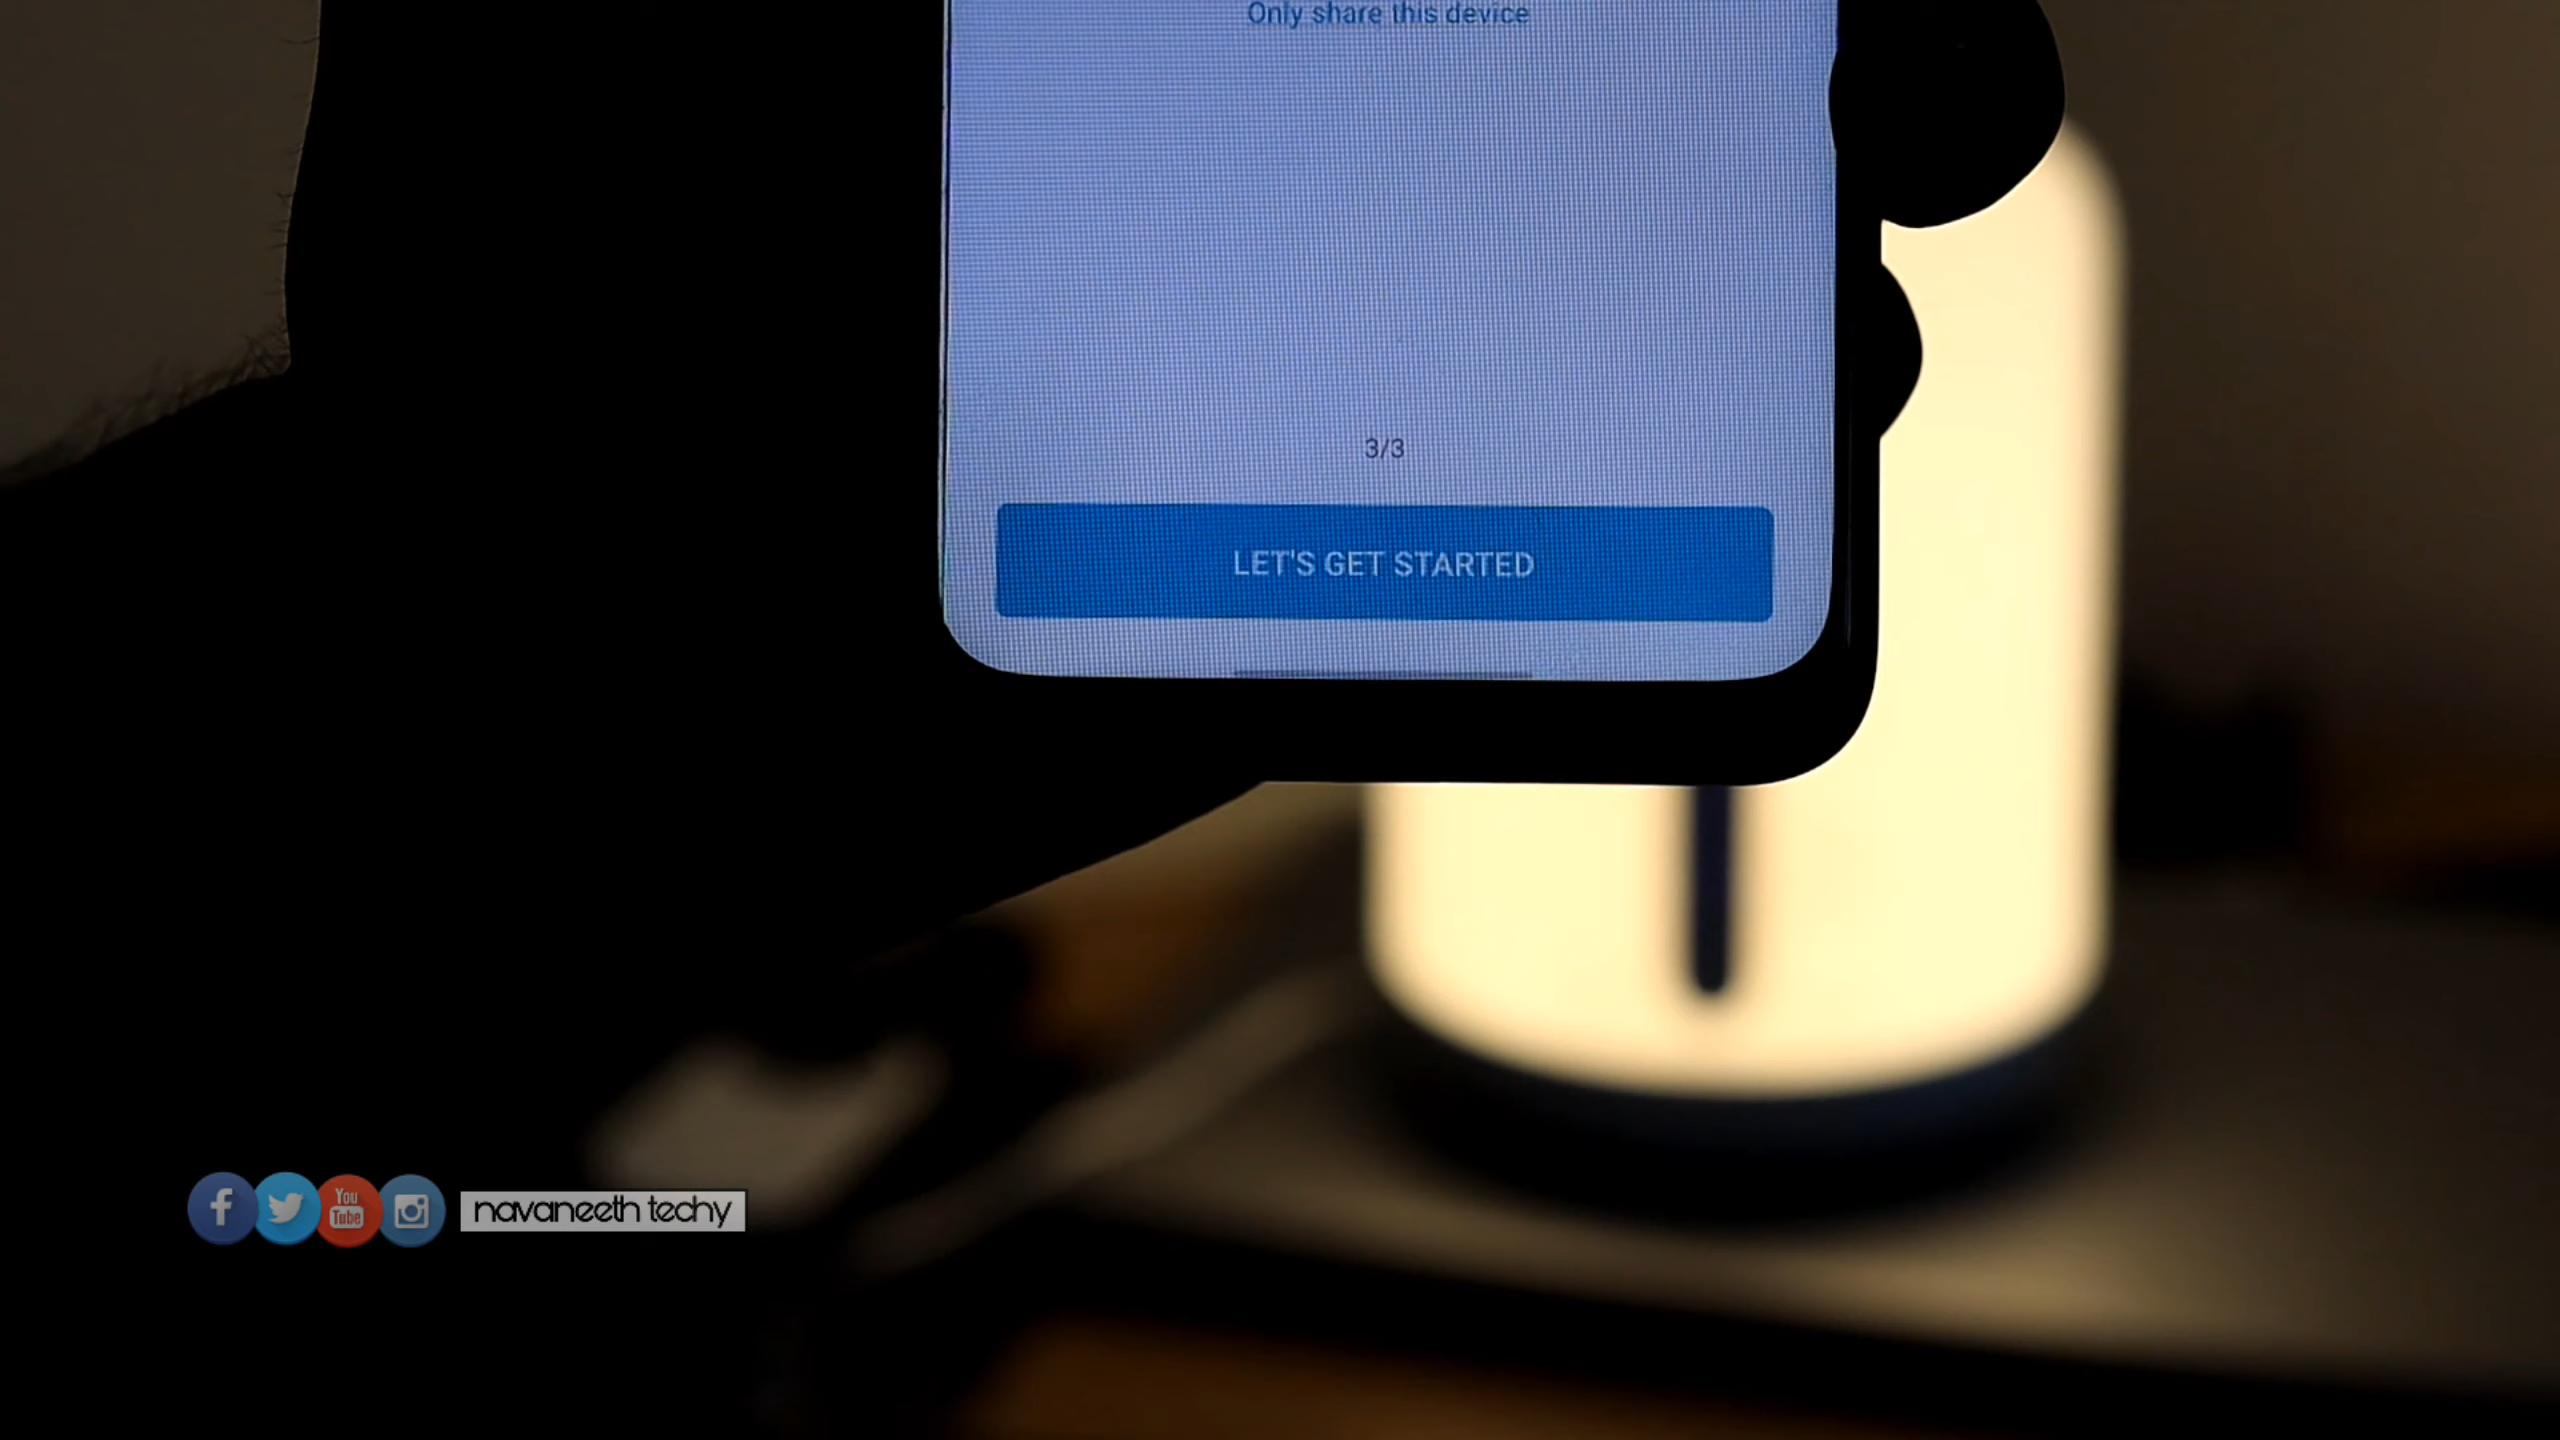 Only share this device
3/3
LET'S GET STARTED
You
Tube
navaneeth techy